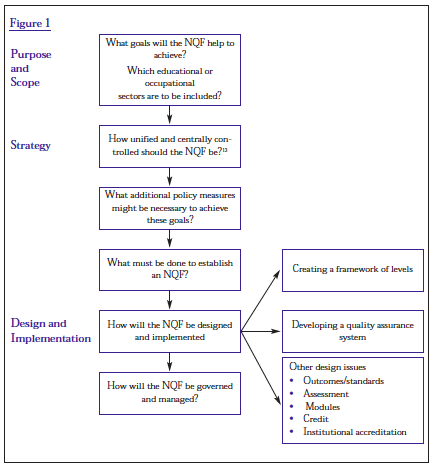 Figure 1
Purpose
and
Scope
What goals will the NQF help to
achieve?
Which educational or
occupational
sectors are to be included?
Strategy
How unified and centrally con-
trolled should the NQF be?¹³
What additional policy measures
might be necessary to achieve
these goals?
What must be done to establish
an NQF?
Design and
Implementation
How will the NQF be designed
and implemented
How will the NQF be governed
and managed?
Creating a framework of levels
Developing a quality assurance
system
Other design issues
• Outcomes/standards
• Assessment
• Modules
• Credit
• Institutional accreditation